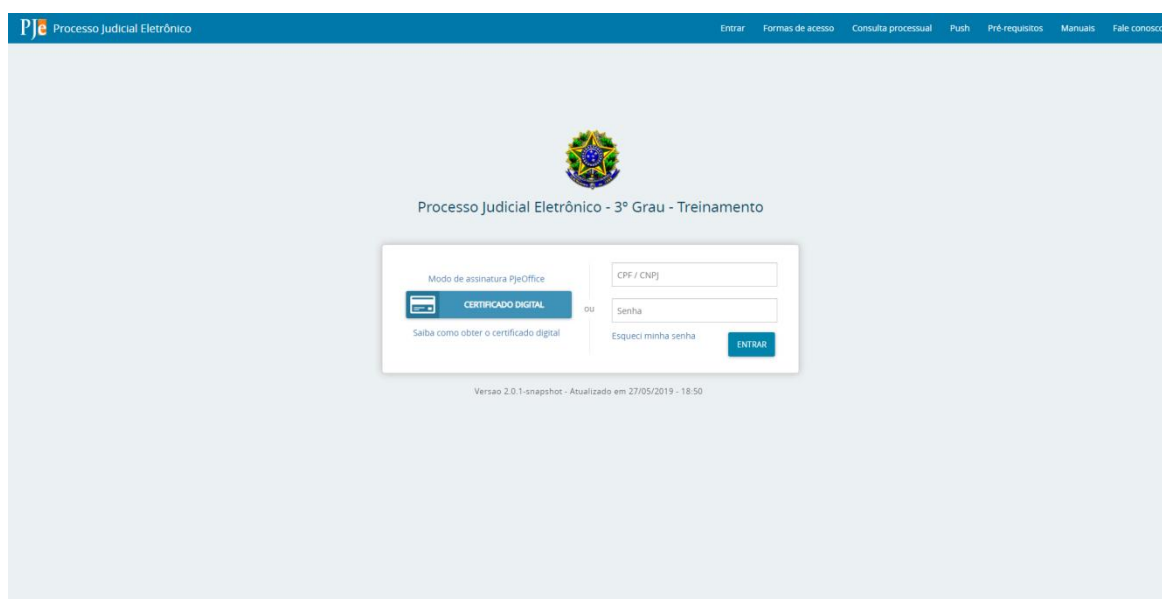 PJe Processo Judicial Eletrônico
Entrar Formas de acesso Consulta processual Push Pré-requisitos Manuais Fale conosco
Processo Judicial Eletrônico - 3º Grau - Treinamento
Modo de assinatura PjeOffice
CERTIFICADO DIGITAL
Saiba como obter o certificado digital
ou
CPF / CNPJ
Senha
Esqueci minha senha
ENTRAR
Versao 2.0.1-snapshot - Atualizado em 27/05/2019 - 18:50